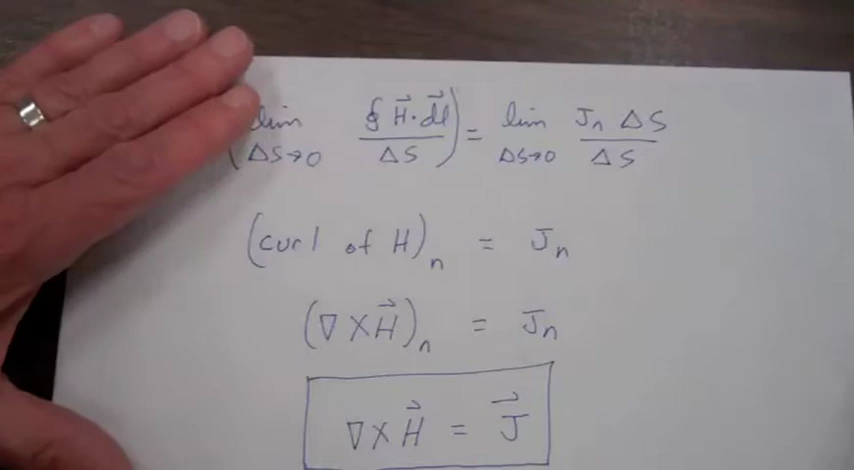 ( lim ΔS→0 ∮ H⃗·dl⃗ / ΔS ) = lim ΔS→0 Jₙ ΔS / ΔS
(curl of H)ₙ = Jₙ
(∇ × H⃗)ₙ = Jₙ
∇ × H⃗ = J⃗